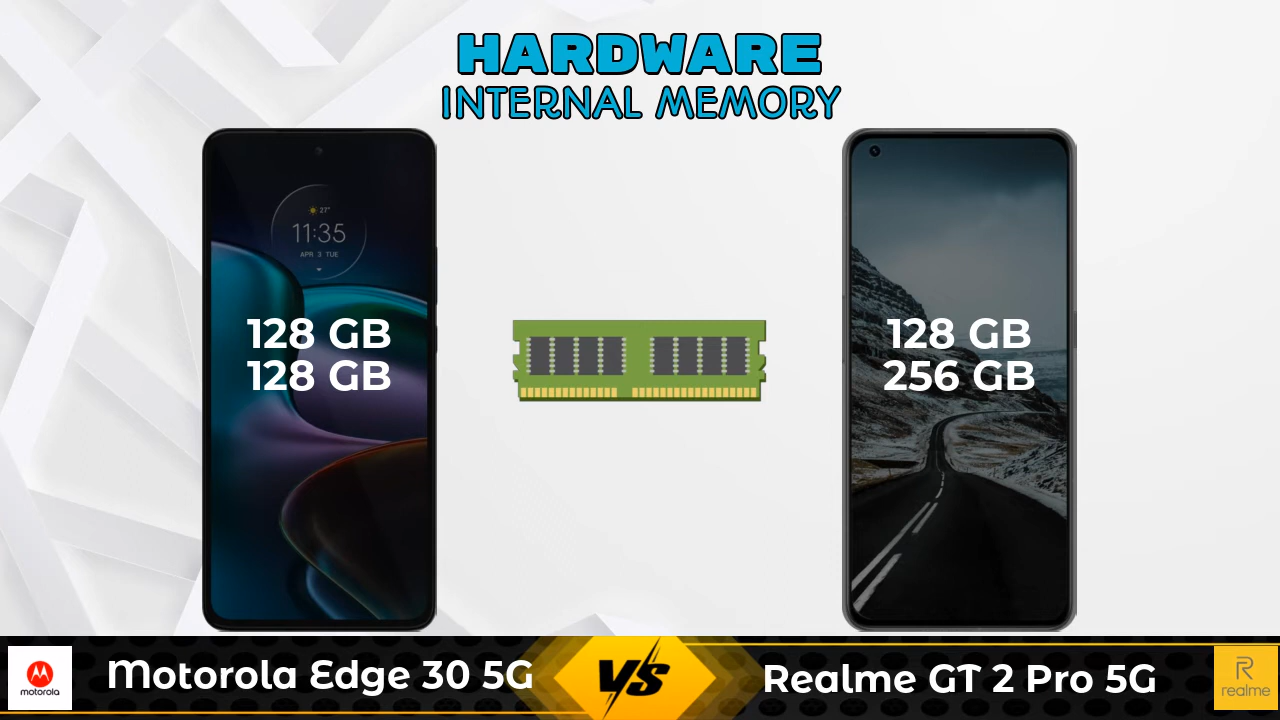 HARDWARE
INTERNAL MEMORY
27°
11:35
APR 3 TUE
128 GB
128 GB
128 GB
256 GB
motorola
Motorola Edge 30 5G
VS
Realme GT 2 Pro 5G
R
realme